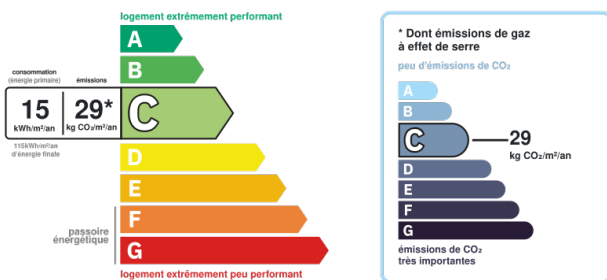 logement extrêmement performant
consommation émissions
(énergie primaire)
15 29*
kWh/m²/an kg CO₂/m²/an
115kWh/m²/an
d'énergie finale
A
B
C
D
E
F
G
passoire
énergétique
logement extrêmement peu performant
* Dont émissions de gaz
à effet de serre
peu d'émissions de CO₂
A
B
C 29
kg CO₂/m²/an
D
E
F
G
émissions de CO₂
très importantes